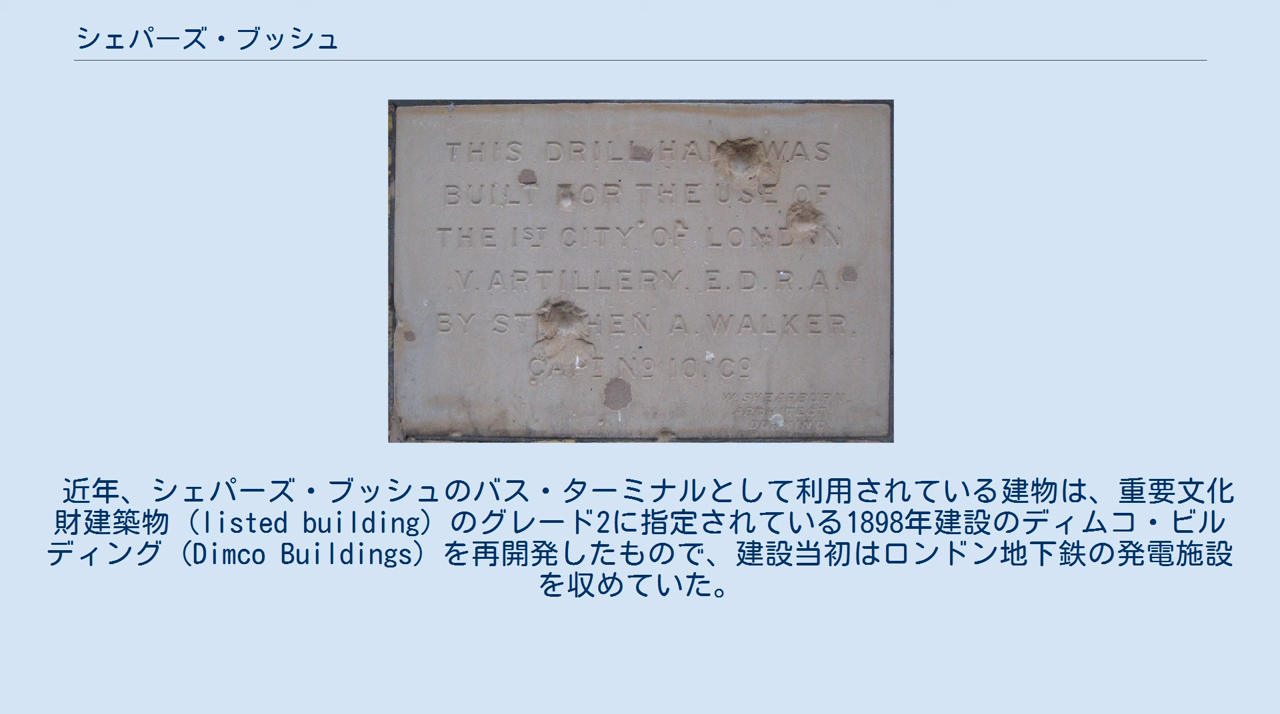 シェパーズ・ブッシュ
THIS DRILL WAS
BUILT FOR THE USE OF
THE 1ST CITY OF LONDON
V. ARTILLERY. E.D.R.A.
BY STEPHEN A. WALKER.
CAPT No 10. Co
W. SHEARBURN.
ARCHITECT
DORKING
近年、シェパーズ・ブッシュのバス・ターミナルとして利用されている建物は、重要文化
財建築物（listed building）のグレード2に指定されている1898年建設のディムコ・ビル
ディング（Dimco Buildings）を再開発したもので、建設当初はロンドン地下鉄の発電施設
を収めていた。